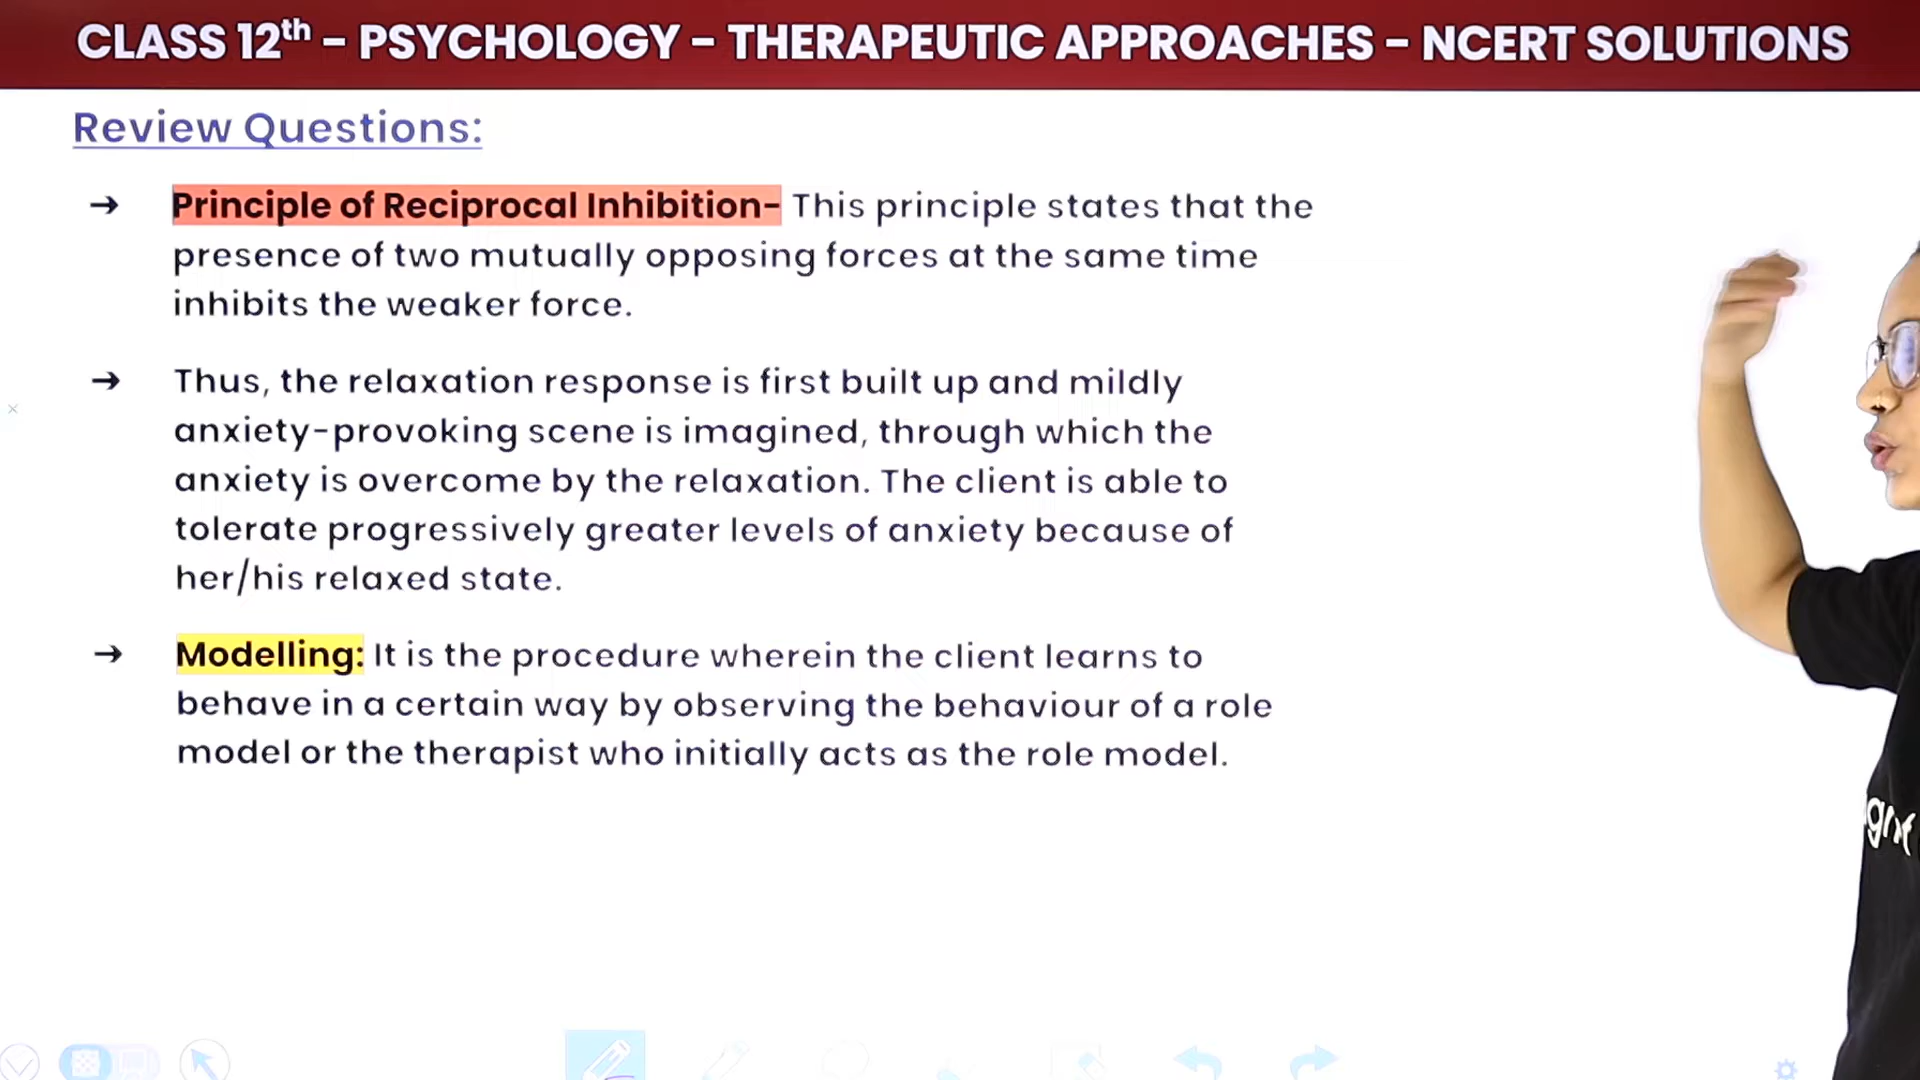 CLASS 12th - PSYCHOLOGY - THERAPEUTIC APPROACHES - NCERT SOLUTIONS
Review Questions:
➔ Principle of Reciprocal Inhibition- This principle states that the
presence of two mutually opposing forces at the same time
inhibits the weaker force.
➔ Thus, the relaxation response is first built up and mildly
anxiety-provoking scene is imagined, through which the
anxiety is overcome by the relaxation. The client is able to
tolerate progressively greater levels of anxiety because of
her/his relaxed state.
➔ Modelling: It is the procedure wherein the client learns to
behave in a certain way by observing the behaviour of a role
model or the therapist who initially acts as the role model.